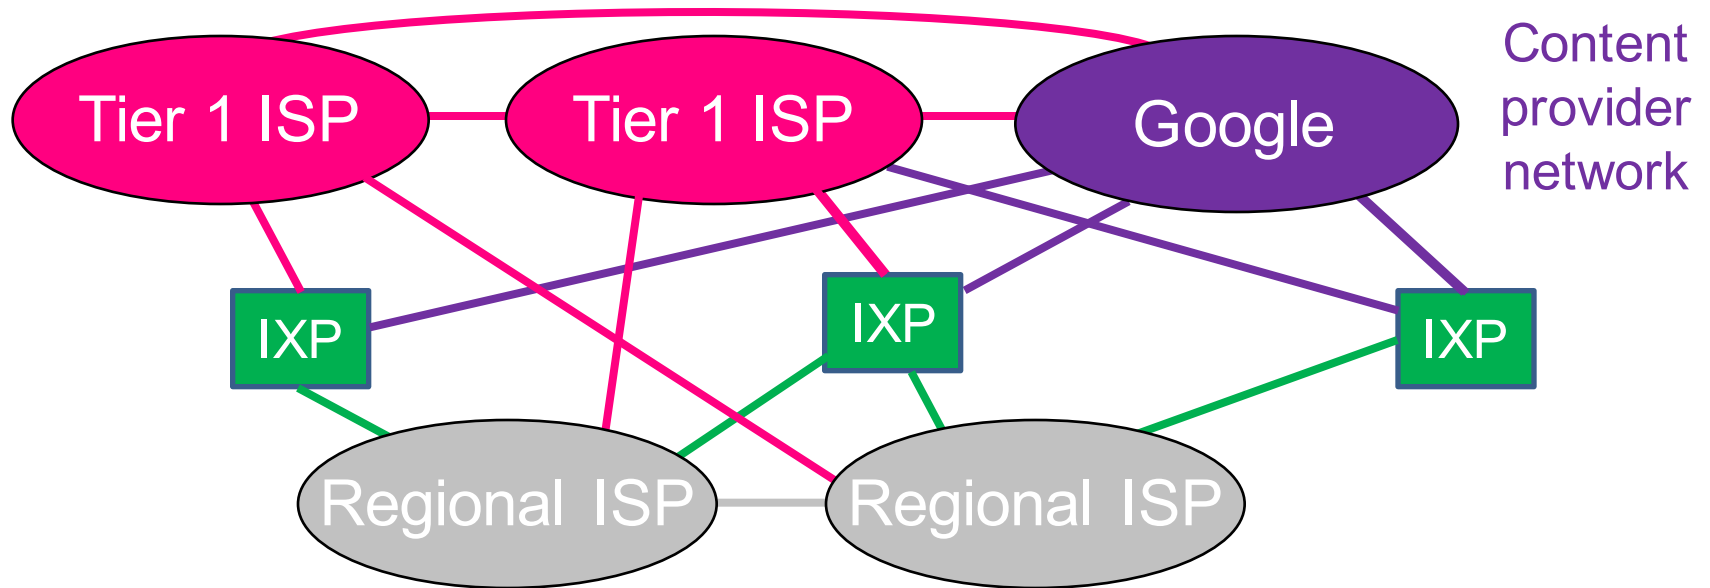 Tier 1 ISP
Tier 1 ISP
Google
Content
provider
network
IXP
IXP
IXP
Regional ISP
Regional ISP